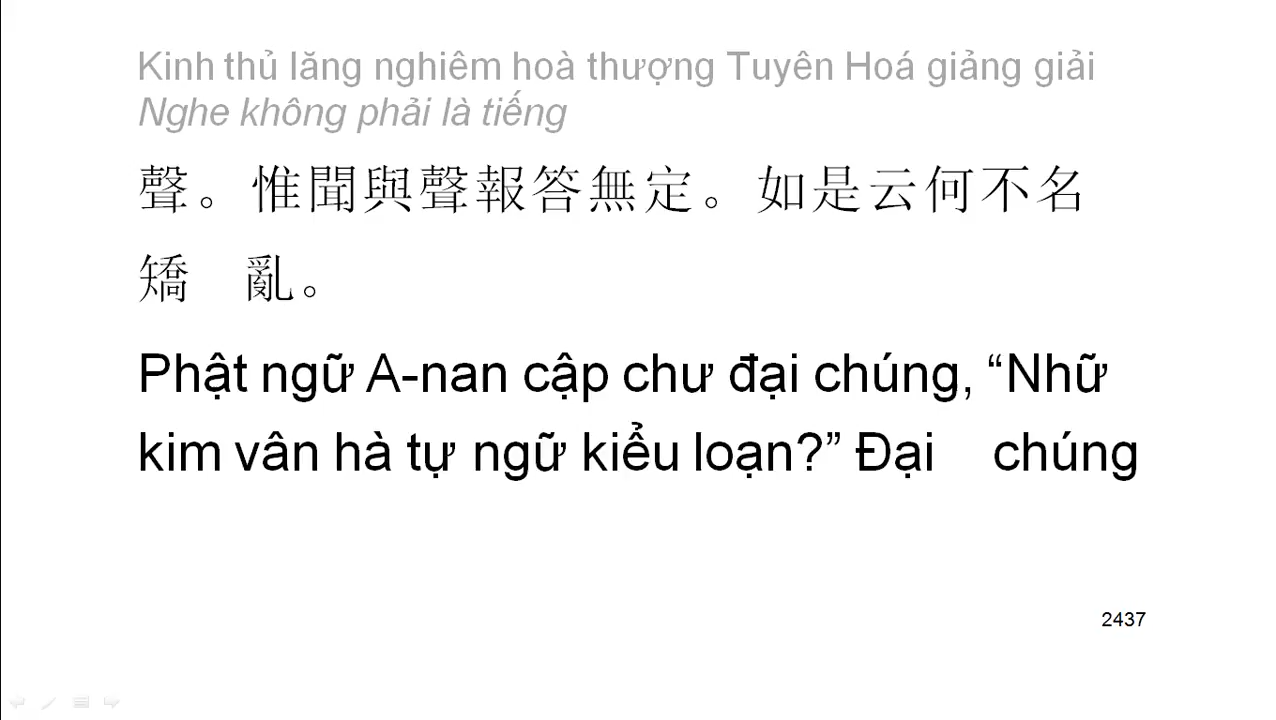 Kinh thủ lăng nghiêm hoà thượng Tuyên Hoá giảng giải
Nghe không phải là tiếng
聲。惟聞與聲報答無定。如是云何不名
矯　亂。
Phật ngữ A-nan cập chư đại chúng, “Nhữ
kim vân hà tự ngữ kiểu loạn?” Đại chúng
2437